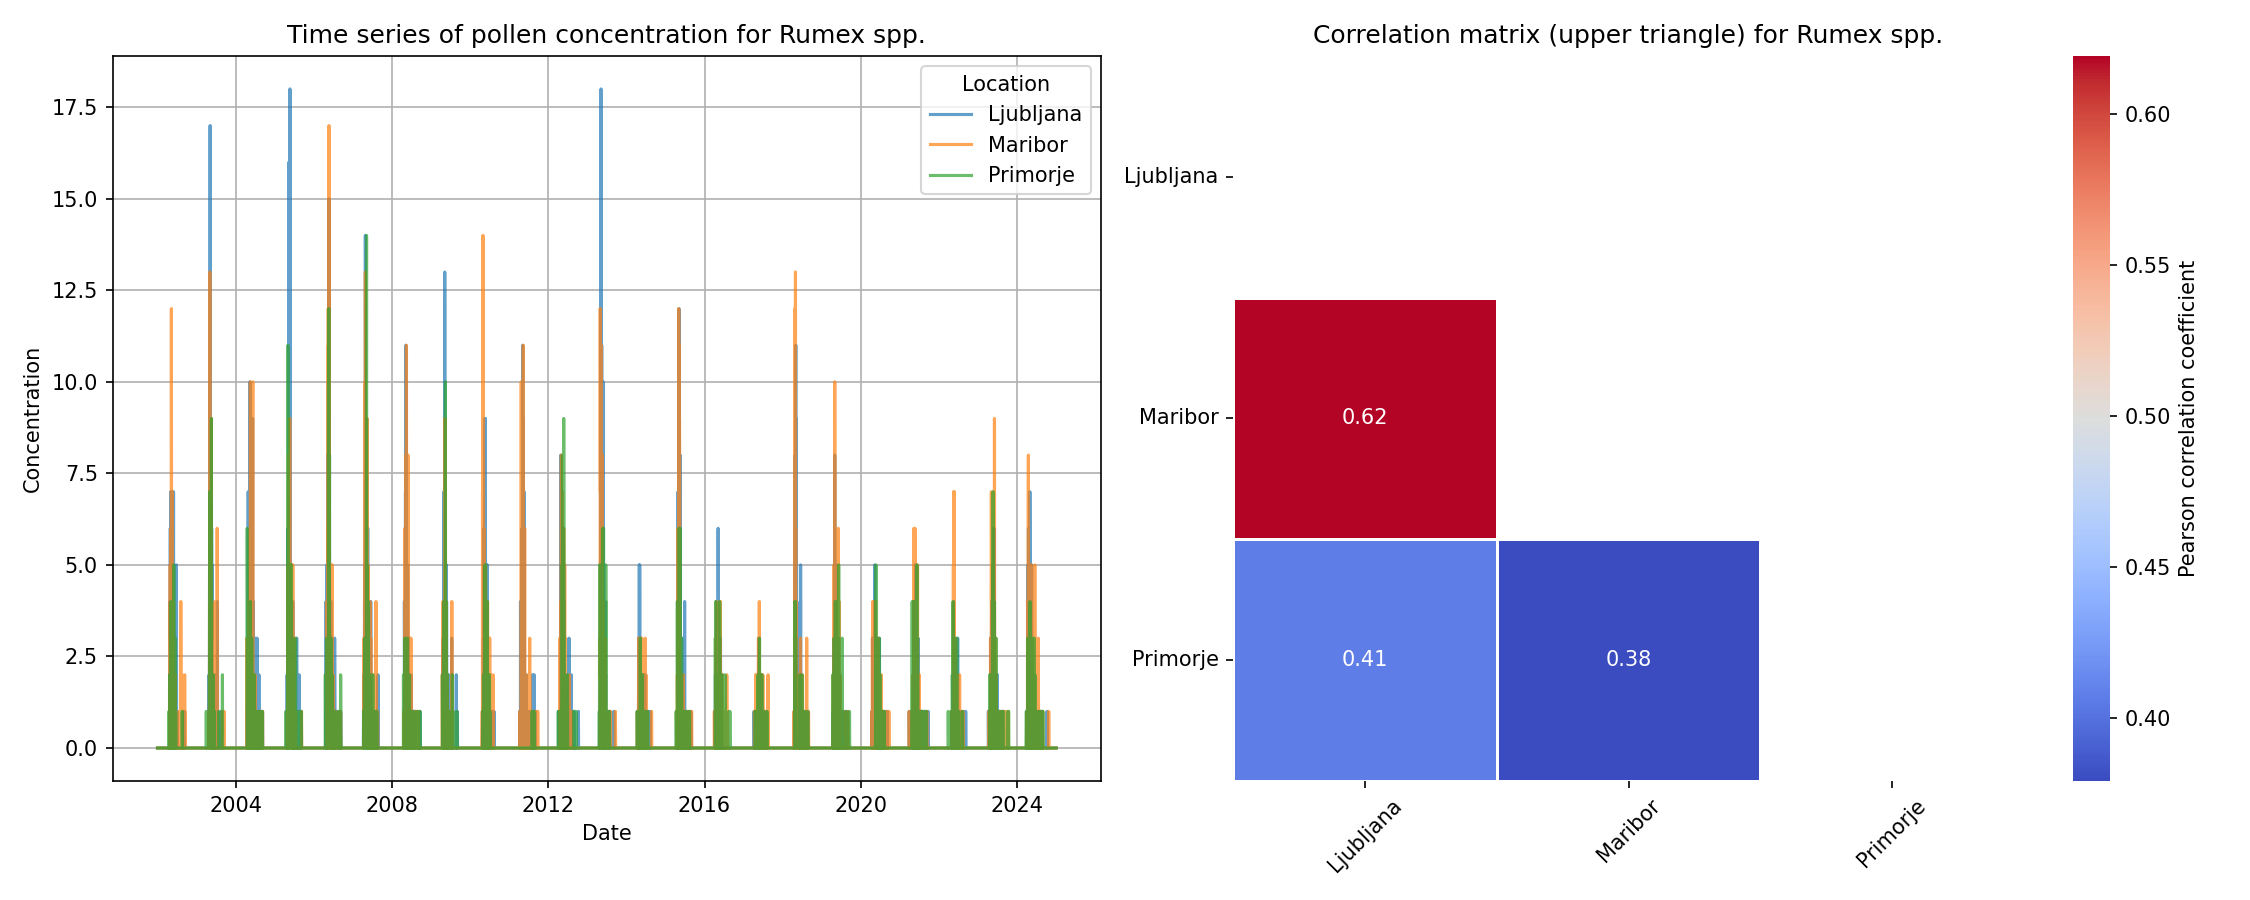 Time series of pollen concentration for Rumex spp.
Location
Ljubljana
Maribor
Primorje
17.5
15.0
12.5
10.0
7.5
5.0
2.5
0.0
Concentration
2004 2008 2012 2016 2020 2024
Date
Correlation matrix (upper triangle) for Rumex spp.
Ljubljana
Maribor
Primorje
0.62
0.41 0.38
Ljubljana Maribor Primorje
0.60
0.55
0.50
0.45
0.40
Pearson correlation coefficient